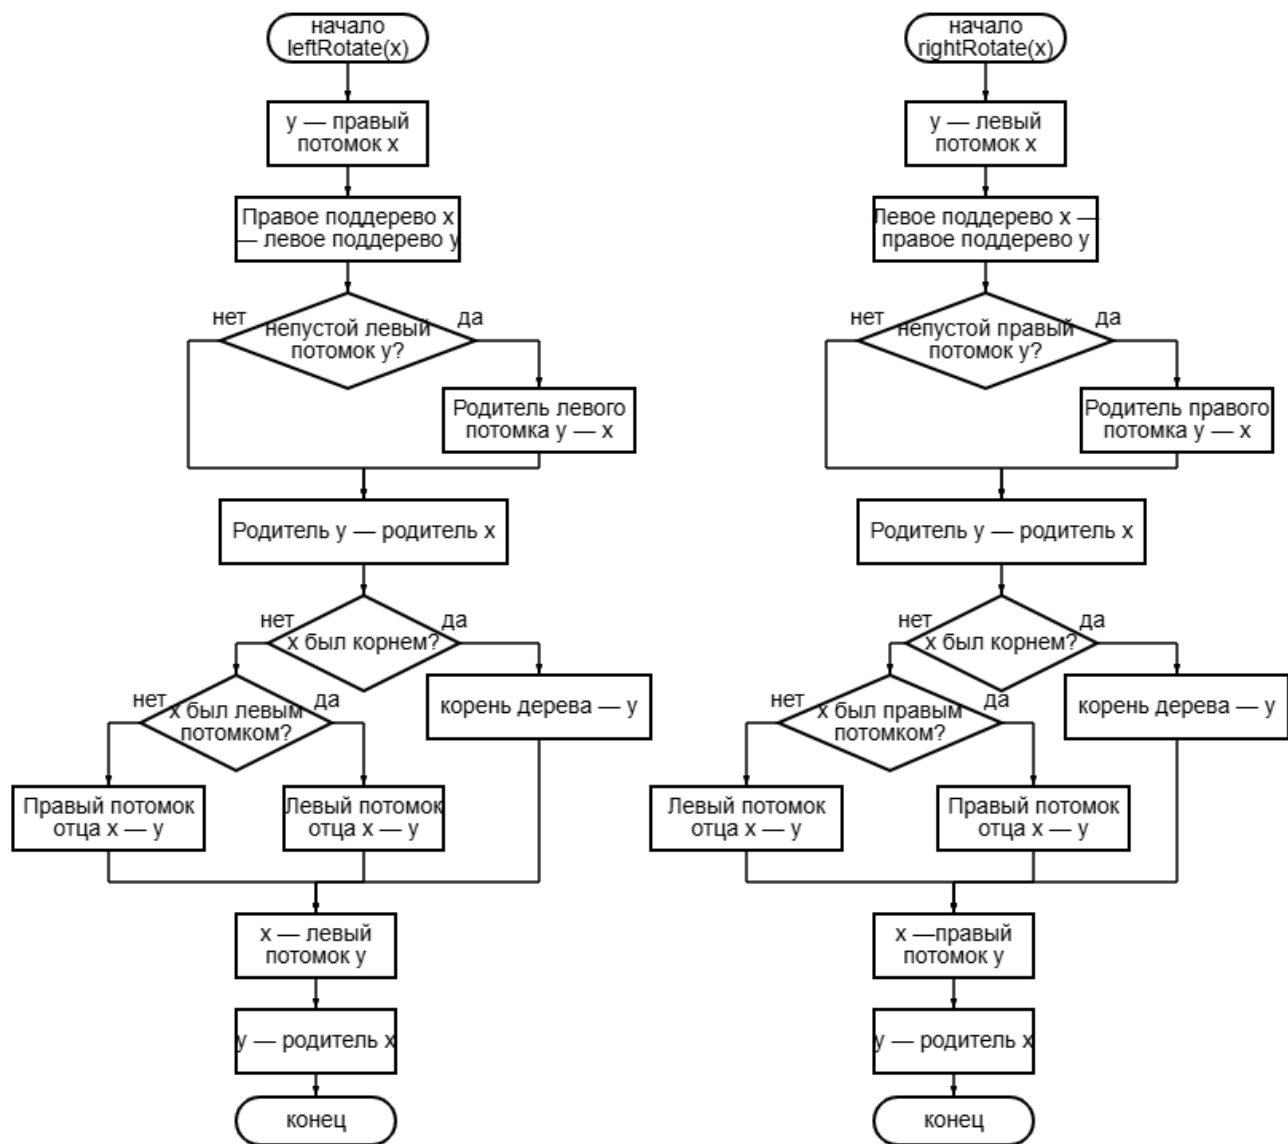 начало
leftRotate(x)
y — правый
потомок x
Правое поддерево x
— левое поддерево y
нет
непустой левый
потомок y?
да
Родитель левого
потомка y — x
Родитель y — родитель x
нет
x был корнем?
да
нет
x был левым
потомком?
да
корень дерева — y
Правый потомок
отца x — y
Левый потомок
отца x — y
x — левый
потомок y
y — родитель x
конец
начало
rightRotate(x)
y — левый
потомок x
Левое поддерево x —
правое поддерево y
нет
непустой правый
потомок y?
да
Родитель правого
потомка y — x
Родитель y — родитель x
нет
x был корнем?
да
нет
x был правым
потомком?
да
корень дерева — y
Левый потомок
отца x — y
Правый потомок
отца x — y
x —правый
потомок y
y — родитель x
конец